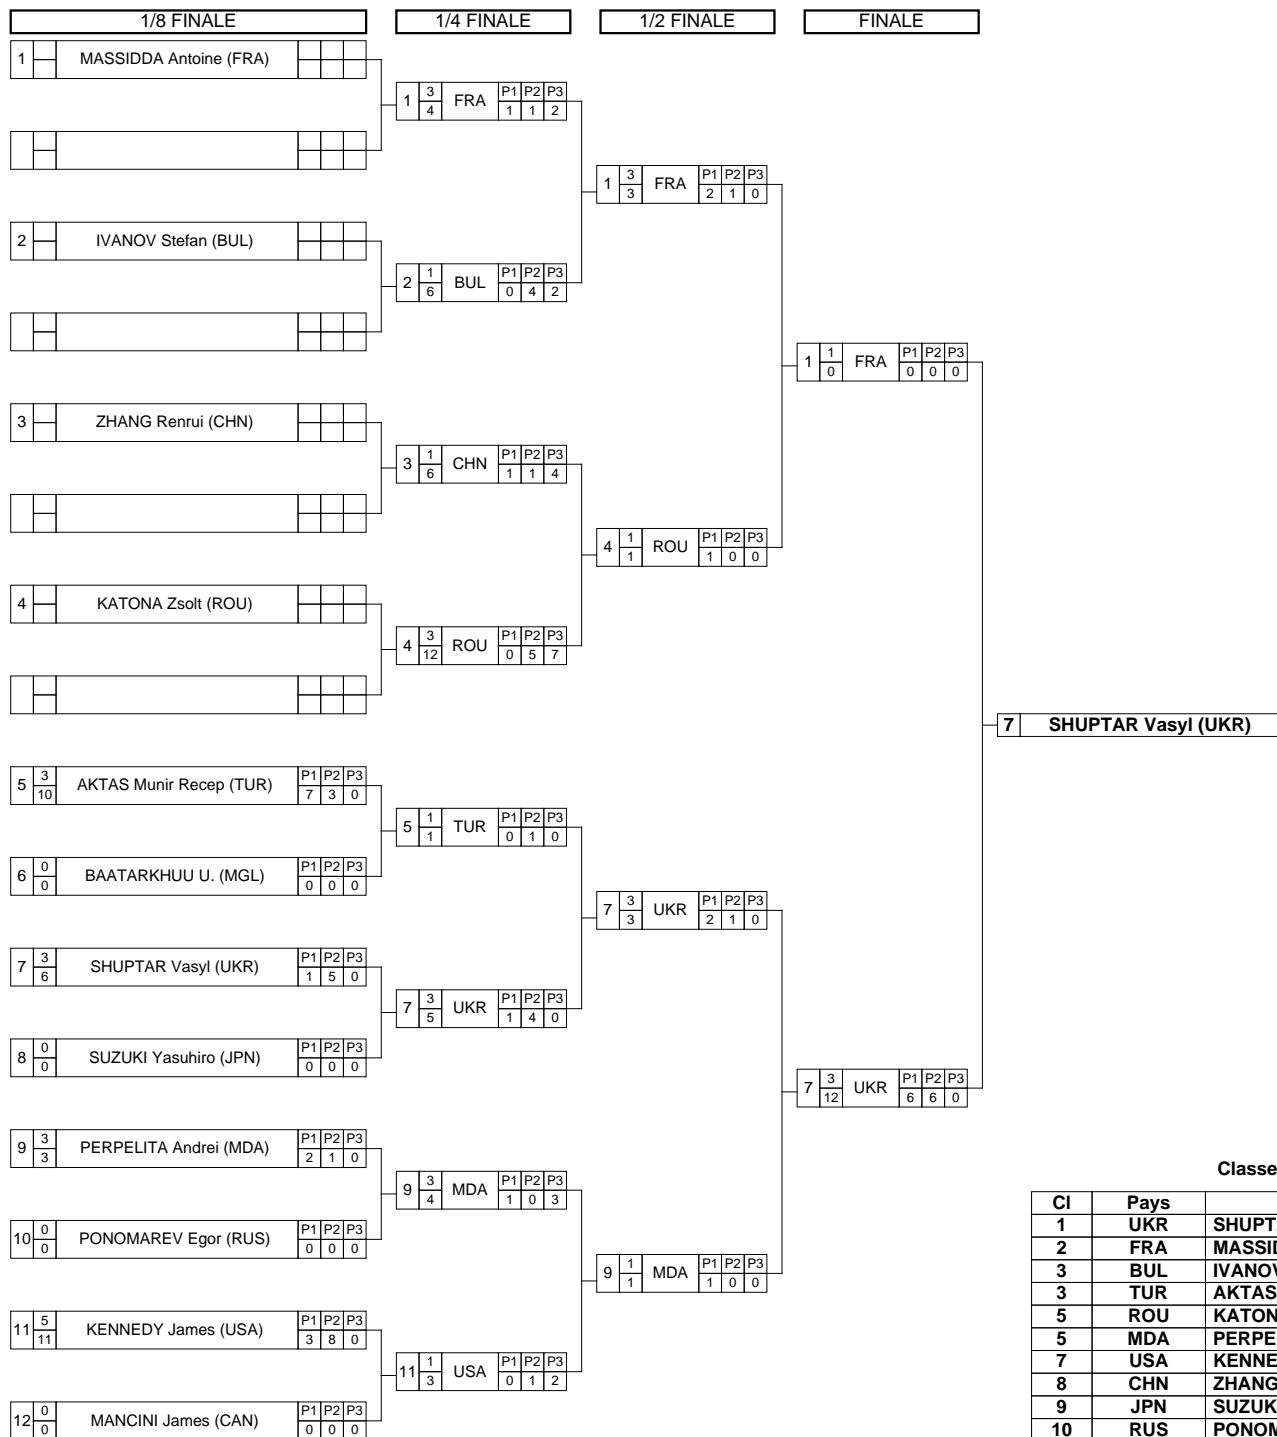 1/8 FINALE 1/4 FINALE 1/2 FINALE FINALE
1 MASSIDDA Antoine (FRA)
1 3 4 FRA P1 P2 P3 1 1 2
1 3 3 FRA P1 P2 P3 2 1 0
2 IVANOV Stefan (BUL)
2 1 6 BUL P1 P2 P3 0 4 2
1 1 0 FRA P1 P2 P3 0 0 0
3 ZHANG Renrui (CHN)
3 1 6 CHN P1 P2 P3 1 1 4
4 1 1 ROU P1 P2 P3 1 0 0
4 KATONA Zsolt (ROU)
4 3 12 ROU P1 P2 P3 0 5 7
7 SHUPTAR Vasyl (UKR)
5 3 10 AKTAS Munir Recep (TUR) P1 P2 P3 7 3 0
5 1 1 TUR P1 P2 P3 0 1 0
6 0 0 BAATARKHUU U. (MGL) P1 P2 P3 0 0 0
7 3 3 UKR P1 P2 P3 2 1 0
7 3 6 SHUPTAR Vasyl (UKR) P1 P2 P3 1 5 0
7 3 5 UKR P1 P2 P3 1 4 0
8 0 0 SUZUKI Yasuhiro (JPN) P1 P2 P3 0 0 0
7 3 12 UKR P1 P2 P3 6 6 0
9 3 3 PERPELITA Andrei (MDA) P1 P2 P3 2 1 0
9 3 4 MDA P1 P2 P3 1 0 3
10 0 0 PONOMAREV Egor (RUS) P1 P2 P3 0 0 0
9 1 1 MDA P1 P2 P3 1 0 0
11 5 11 KENNEDY James (USA) P1 P2 P3 3 8 0
11 1 3 USA P1 P2 P3 0 1 2
12 0 0 MANCINI James (CAN) P1 P2 P3 0 0 0
Classe
Cl Pays
1 UKR SHUPT
2 FRA MASSI
3 BUL IVANOV
3 TUR AKTAS
5 ROU KATON
5 MDA PERPE
7 USA KENNE
8 CHN ZHANG
9 JPN SUZUK
10 RUS PONOM